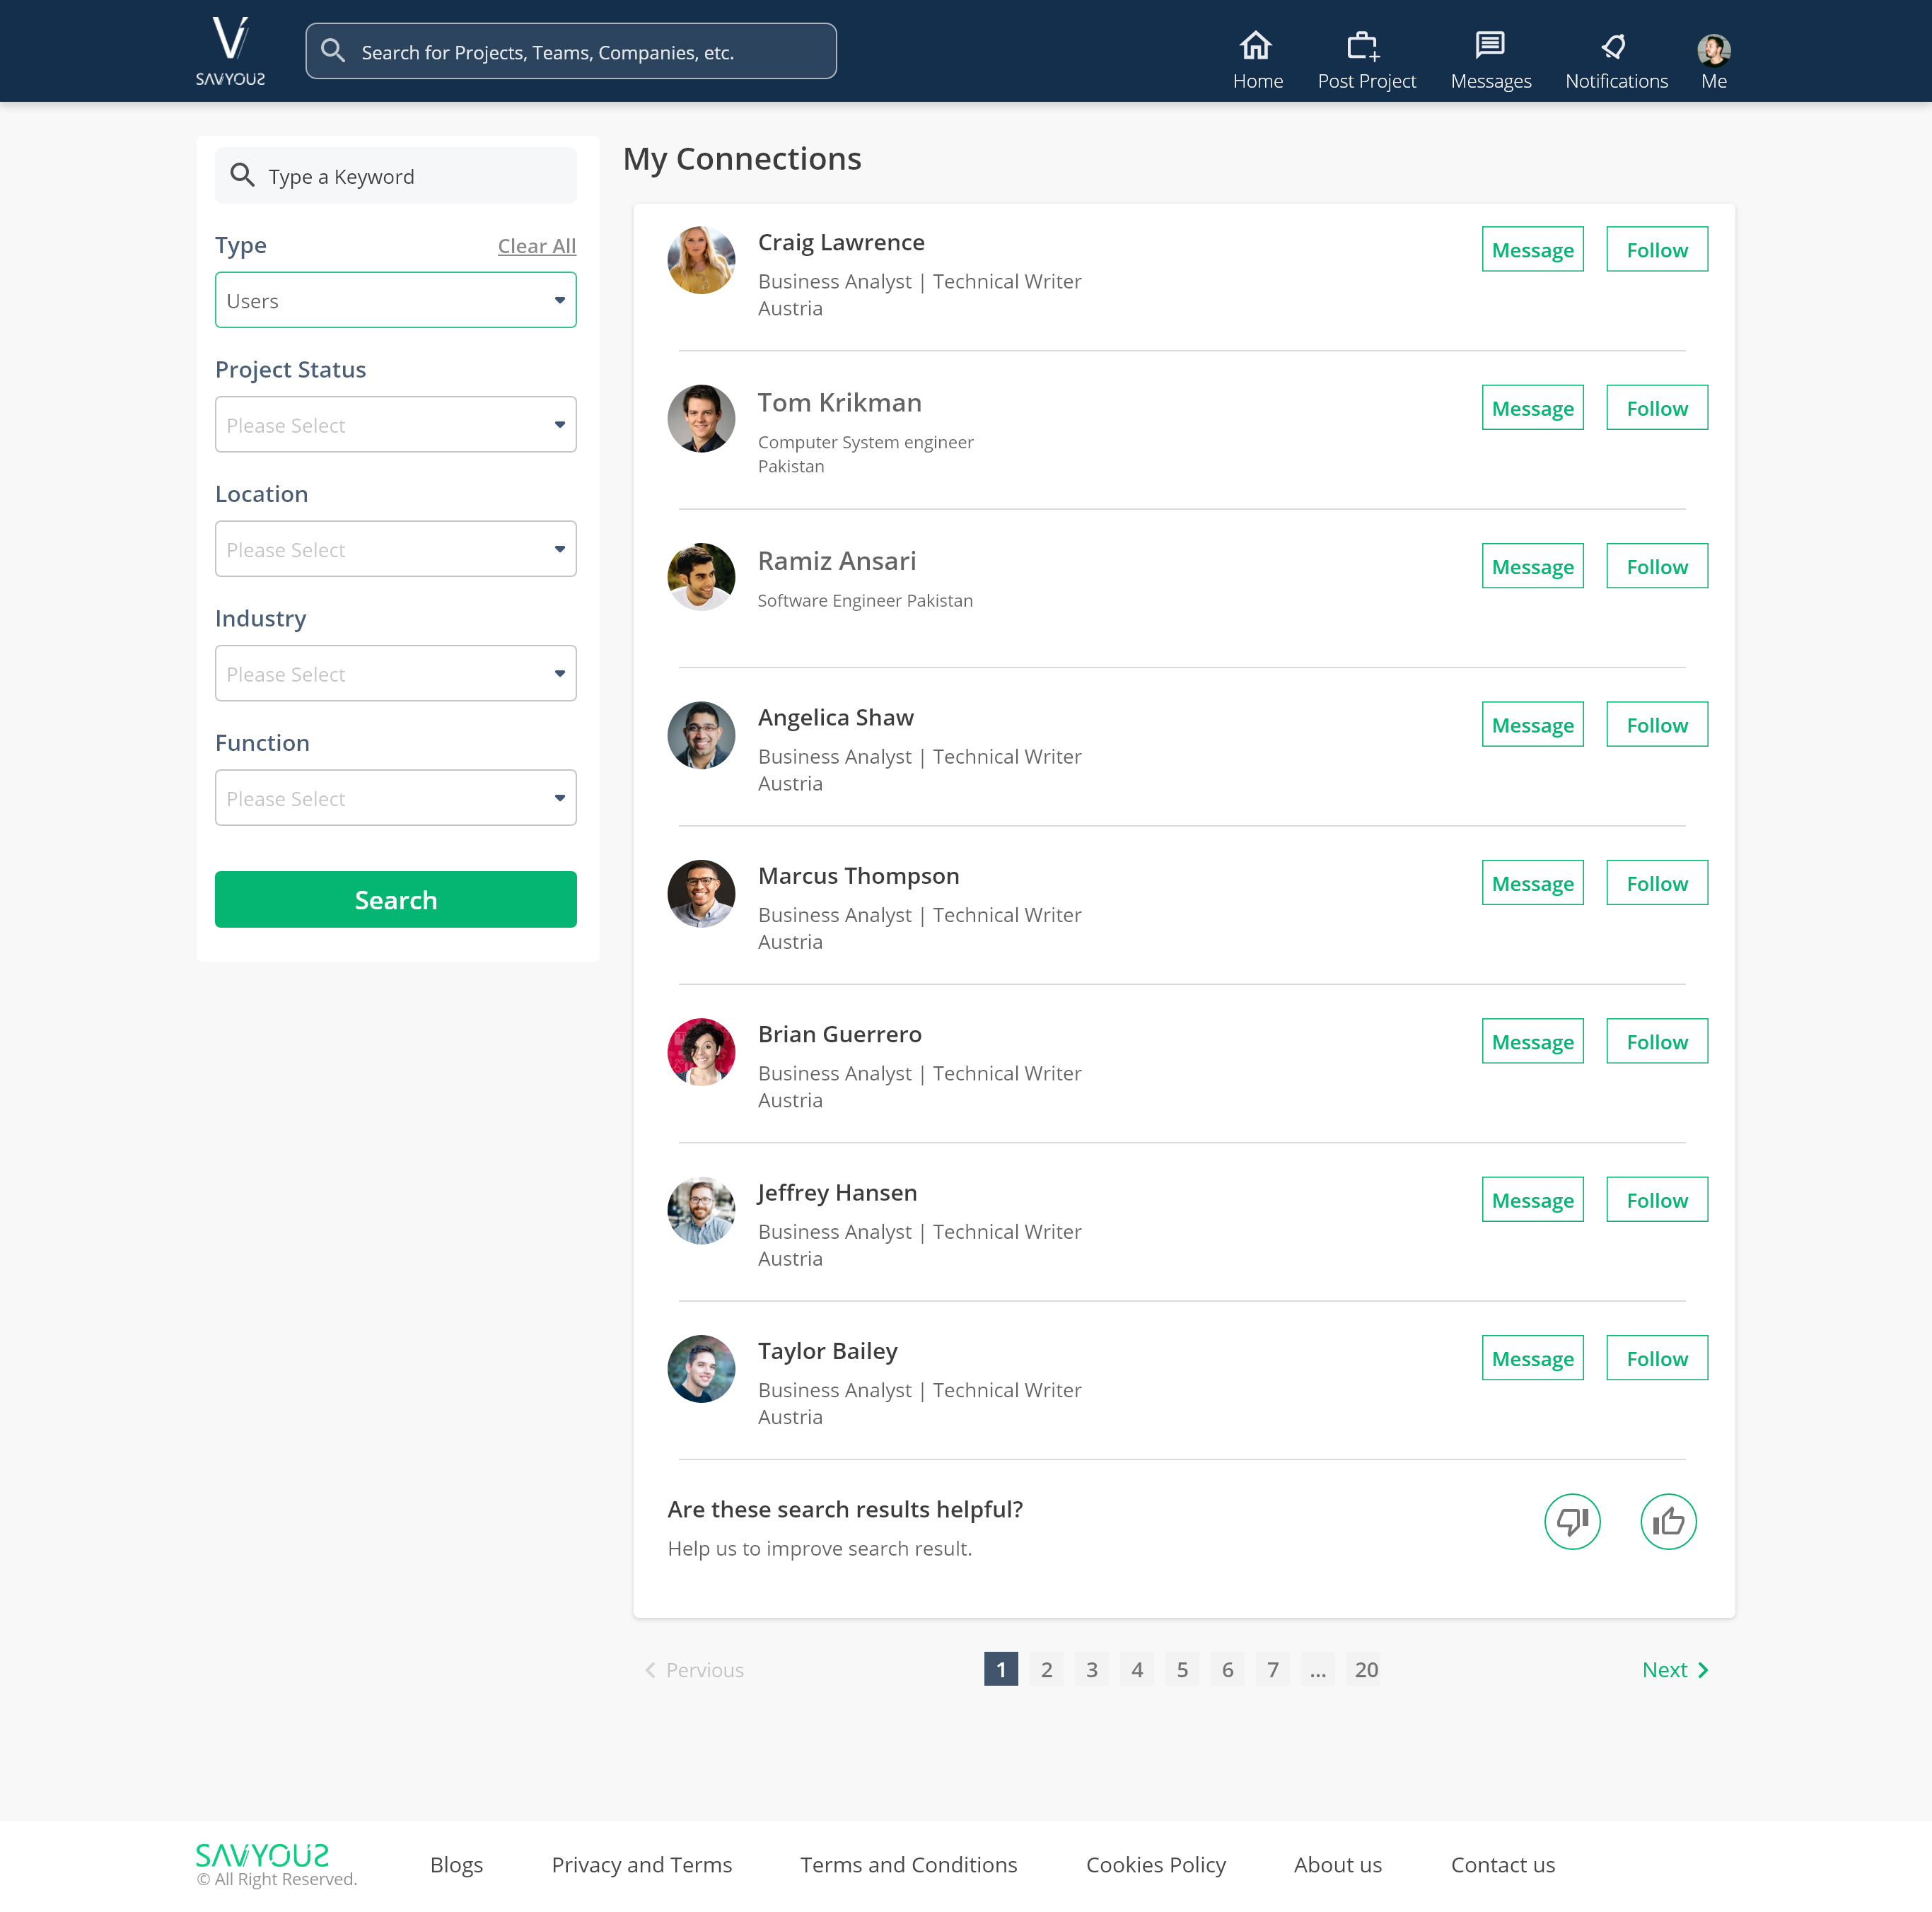 SAVYOUS
Search for Projects, Teams, Companies, etc.
Home
Post Project
Messages
Notifications
Me
Type a Keyword
Type
Clear All
Users
Project Status
Please Select
Location
Please Select
Industry
Please Select
Function
Please Select
Search
My Connections
Craig Lawrence
Business Analyst | Technical Writer
Austria
Message
Follow
Tom Krikman
Computer System engineer
Pakistan
Message
Follow
Ramiz Ansari
Software Engineer Pakistan
Message
Follow
Angelica Shaw
Business Analyst | Technical Writer
Austria
Message
Follow
Marcus Thompson
Business Analyst | Technical Writer
Austria
Message
Follow
Brian Guerrero
Business Analyst | Technical Writer
Austria
Message
Follow
Jeffrey Hansen
Business Analyst | Technical Writer
Austria
Message
Follow
Taylor Bailey
Business Analyst | Technical Writer
Austria
Message
Follow
Are these search results helpful?
Help us to improve search result.
Pervious
1 2 3 4 5 6 7 ... 20
Next
SAVYOUS
© All Right Reserved.
Blogs
Privacy and Terms
Terms and Conditions
Cookies Policy
About us
Contact us